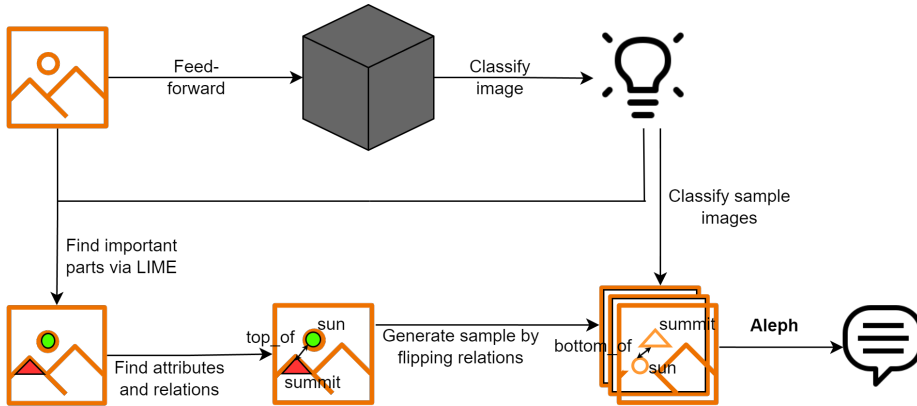 Feed-
forward
Classify
image
Classify sample
images
Find important
parts via LIME
Find attributes
and relations
top_of
sun
summit
Generate sample by
flipping relations
summit
bottom_of
sun
Aleph